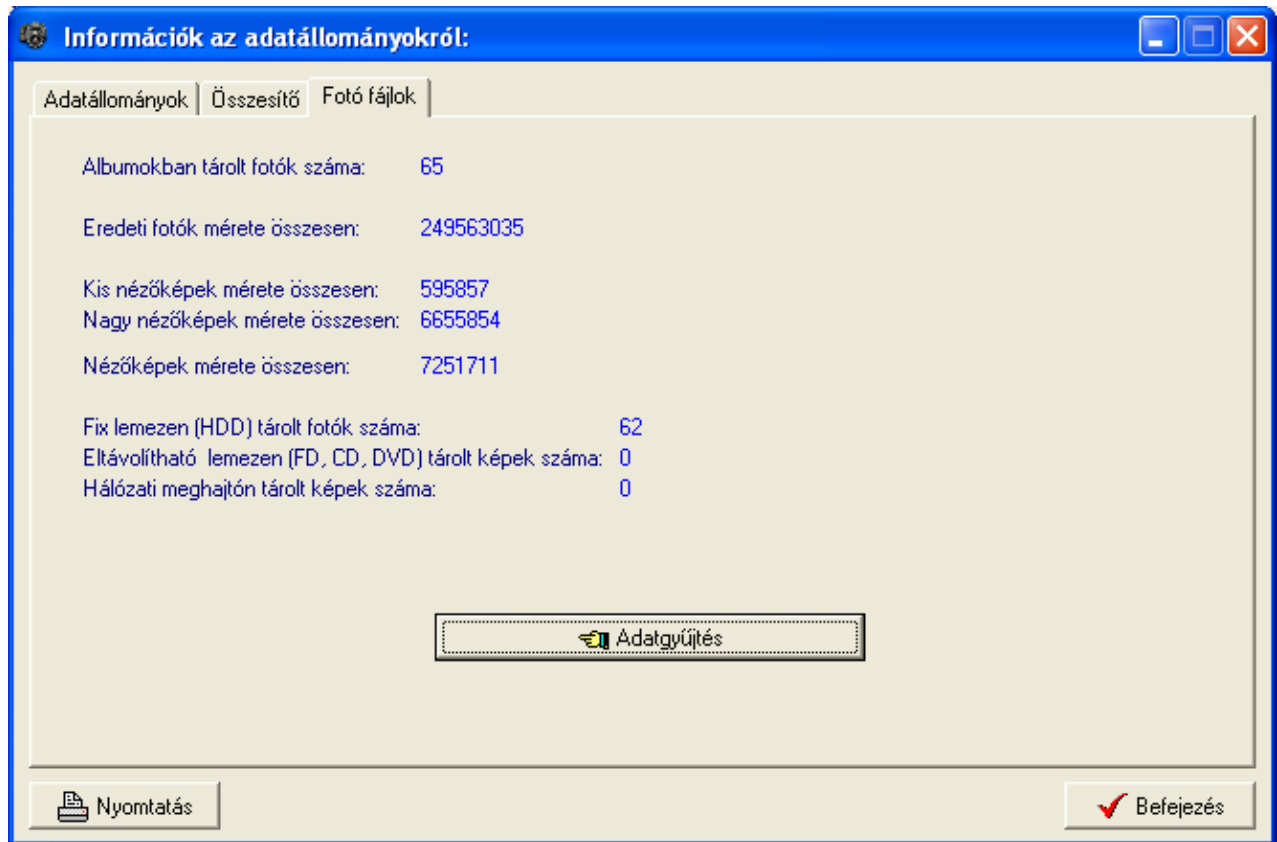 Információk az adatállományokról:
Adatállományok Összesítő Fotó fájlok
Albumokban tárolt fotók száma: 65
Eredeti fotók mérete összesen: 249563035
Kis nézőképek mérete összesen: 595857
Nagy nézőképek mérete összesen: 6655854
Nézőképek mérete összesen: 7251711
Fix lemezen (HDD) tárolt fotók száma: 62
Eltávolítható lemezen (FD, CD, DVD) tárolt képek száma: 0
Hálózati meghajtón tárolt képek száma: 0
Adatgyűjtés
Nyomtatás Befejezés